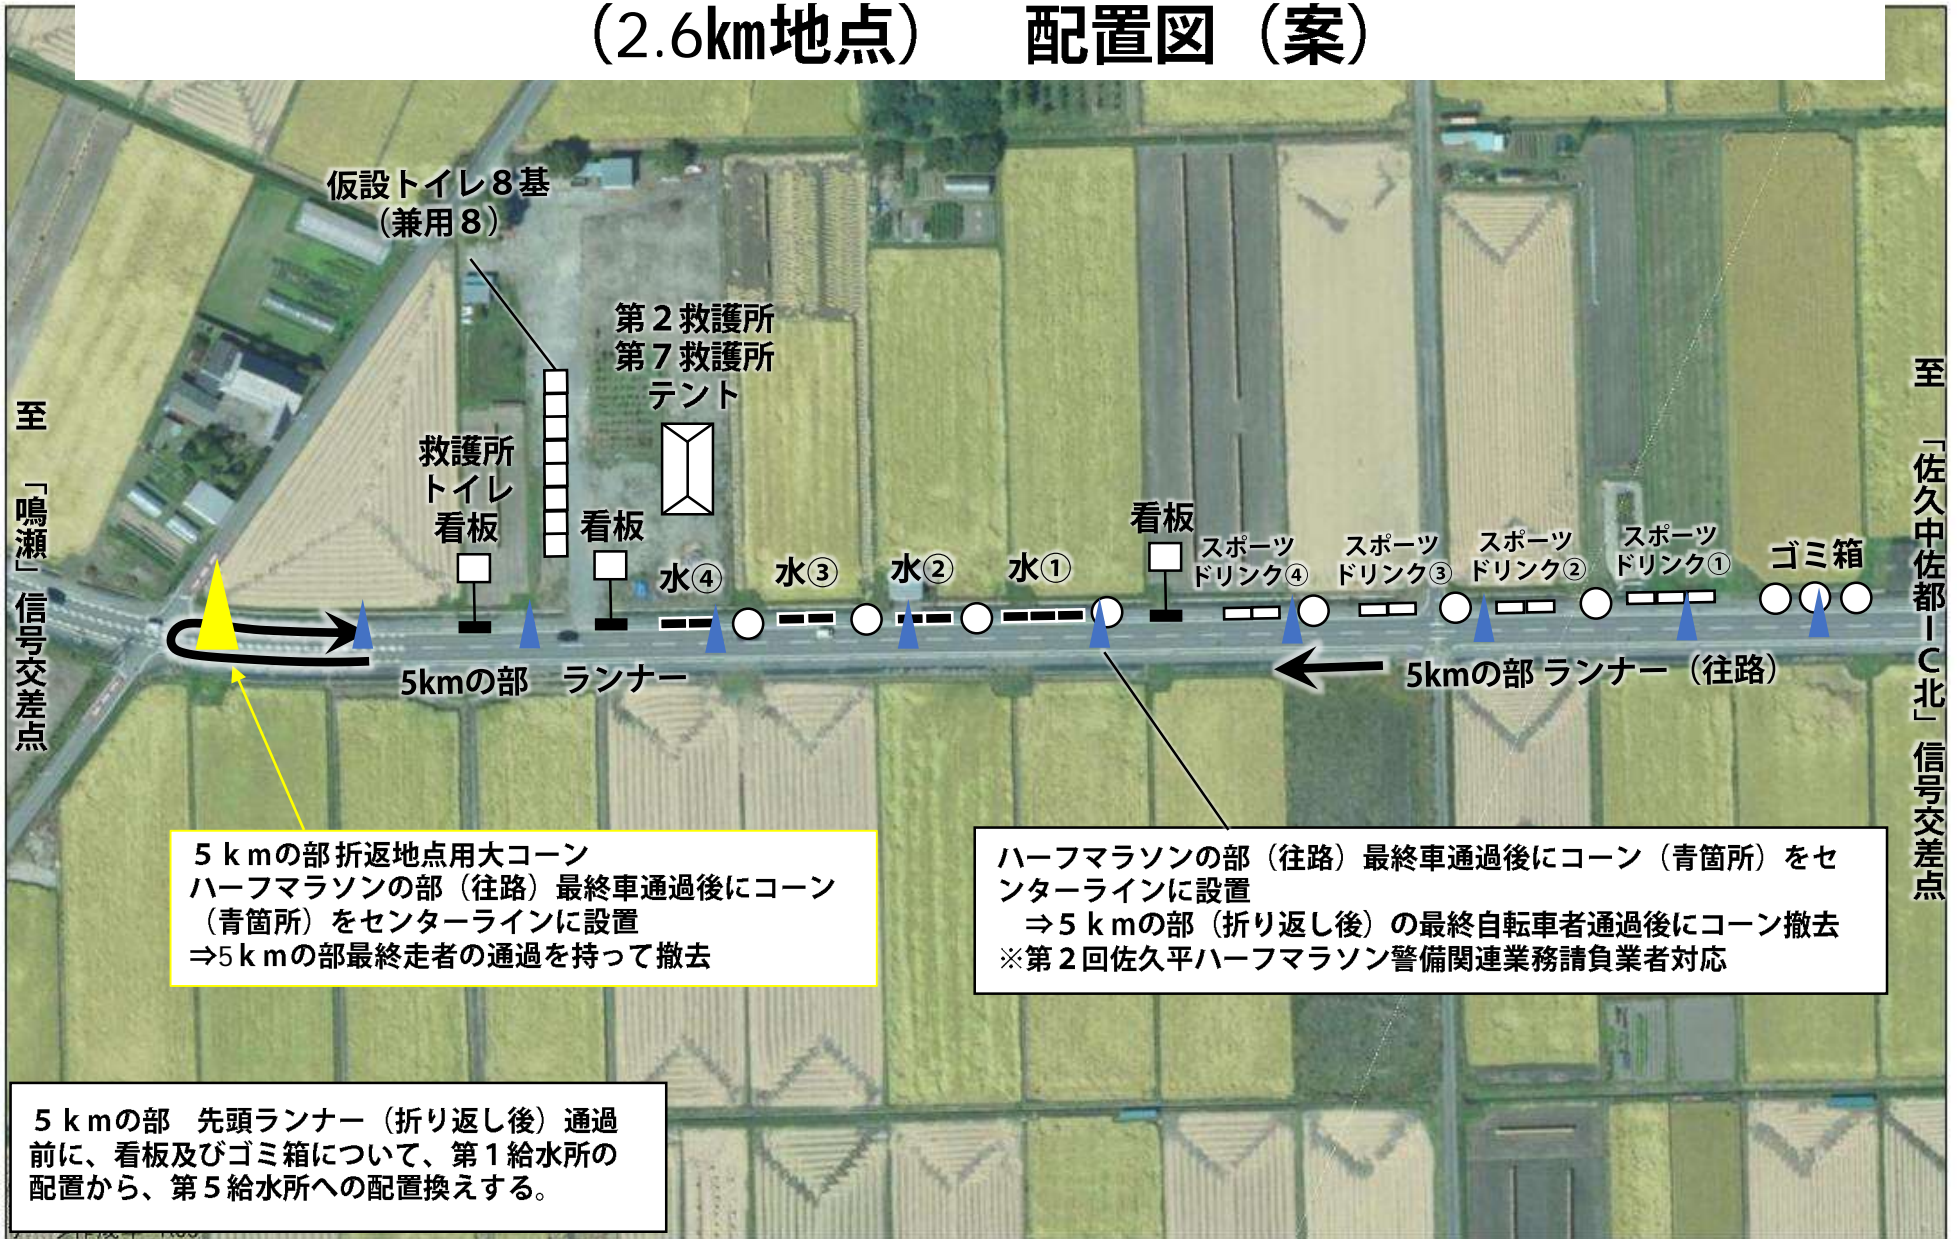 （2.6㎞地点）　配置図（案）
仮設トイレ８基
（兼用８）
第２救護所
第７救護所
テント
救護所
トイレ
看板
看板
水④
水③
水②
水①
看板
スポーツ
ドリンク④
スポーツ
ドリンク③
スポーツ
ドリンク②
スポーツ
ドリンク①
ゴミ箱
至　「鳴瀬」信号交差点
至　「佐久中佐都ＩＣ北」信号交差点
5kmの部　ランナー
5kmの部 ランナー（往路）
５ｋｍの部 折返地点用大コーン
ハーフマラソンの部（往路）最終車通過後にコーン
（青箇所）をセンターラインに設置
⇒5ｋｍの部最終走者の通過を持って撤去
ハーフマラソンの部（往路）最終車通過後にコーン（青箇所）をセ
ンターラインに設置
⇒５ｋｍの部（折り返し後）の最終自転車者通過後にコーン撤去
※第２回佐久平ハーフマラソン警備関連業務請負業者対応
５ｋｍの部　先頭ランナー（折り返し後）通過
前に、看板及びゴミ箱について、第１給水所の
配置から、第５給水所への配置換えする。